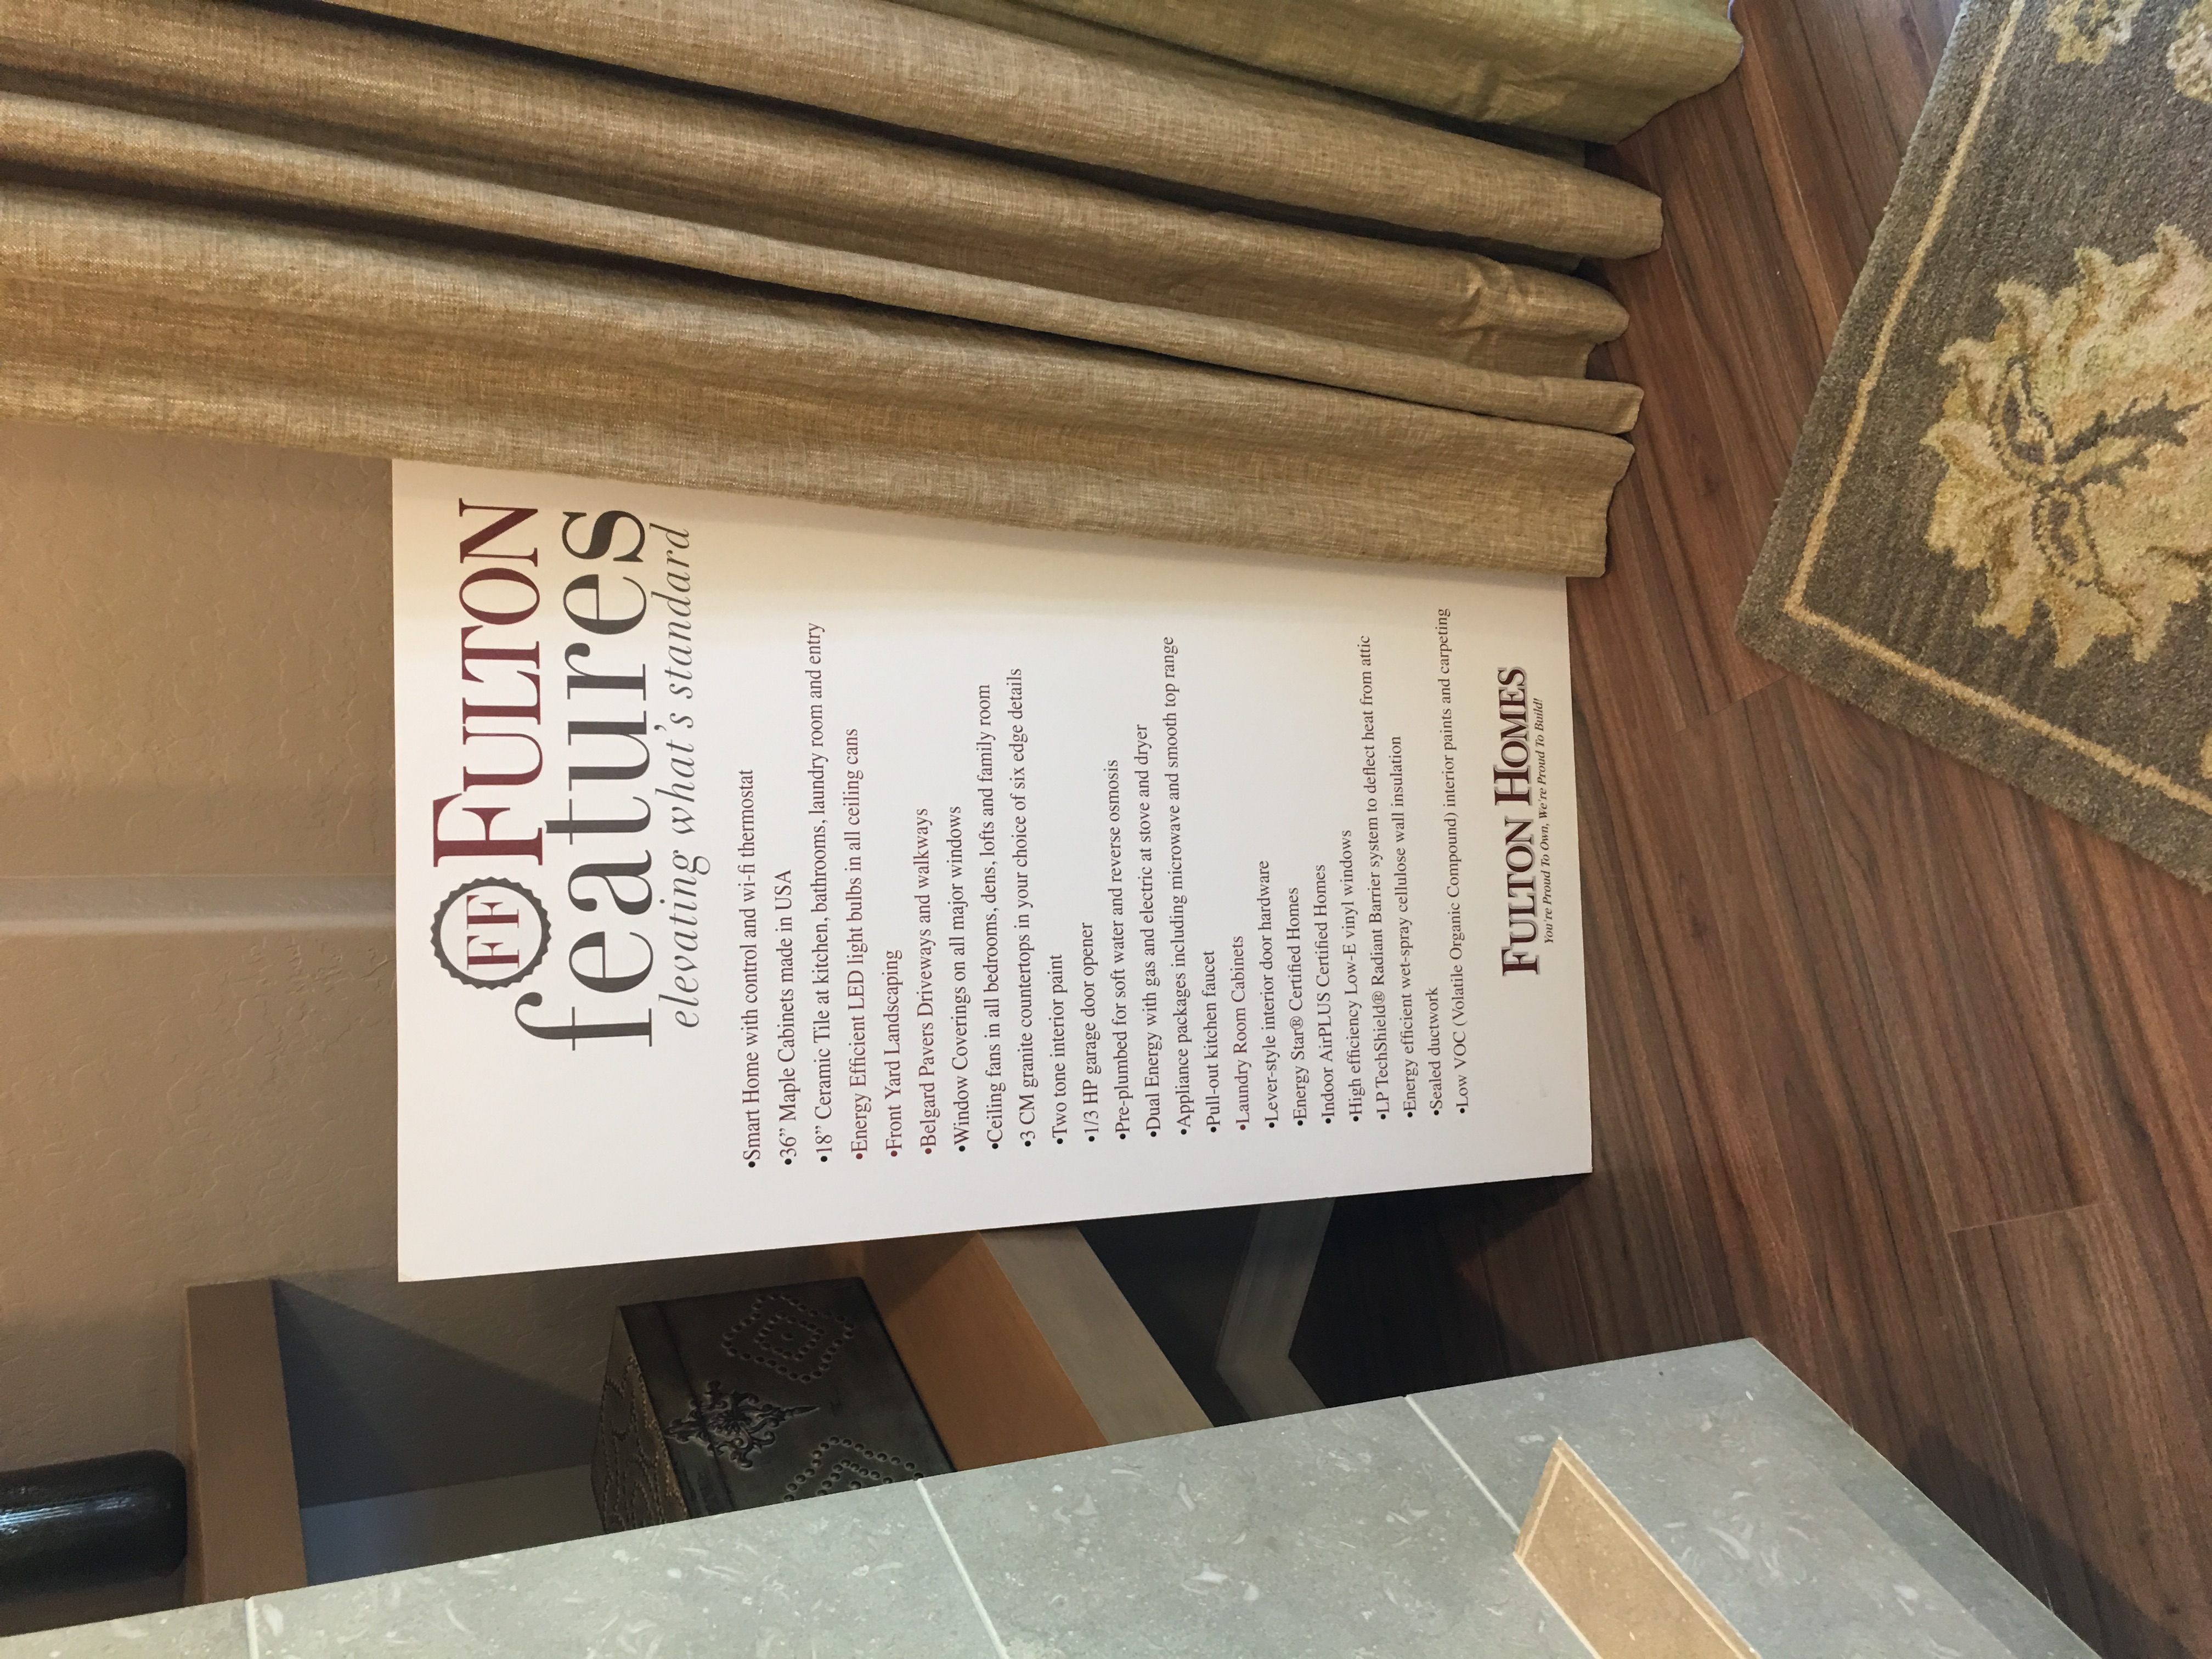 FF FULTON
features
elevating what's standard
•Smart Home with control and wi-fi thermostat
•36” Maple Cabinets made in USA
•18” Ceramic Tile at kitchen, bathrooms, laundry room and entry
•Energy Efficient LED light bulbs in all ceiling cans
•Front Yard Landscaping
•Belgard Pavers Driveways and walkways
•Window Coverings on all major windows
•Ceiling fans in all bedrooms, dens, lofts and family room
•3 CM granite countertops in your choice of six edge details
•Two tone interior paint
•1/3 HP garage door opener
•Pre-plumbed for soft water and reverse osmosis
•Dual Energy with gas and electric at stove and dryer
•Appliance packages including microwave and smooth top range
•Pull-out kitchen faucet
•Laundry Room Cabinets
•Lever-style interior door hardware
•Energy Star® Certified Homes
•Indoor AirPLUS Certified Homes
•High efficiency Low-E vinyl windows
•LP TechShield® Radiant Barrier system to deflect heat from attic
•Energy efficient wet-spray cellulose wall insulation
•Sealed ductwork
•Low VOC (Volatile Organic Compound) interior paints and carpeting
FULTON HOMES
You're Proud To Own, We're Proud To Build!